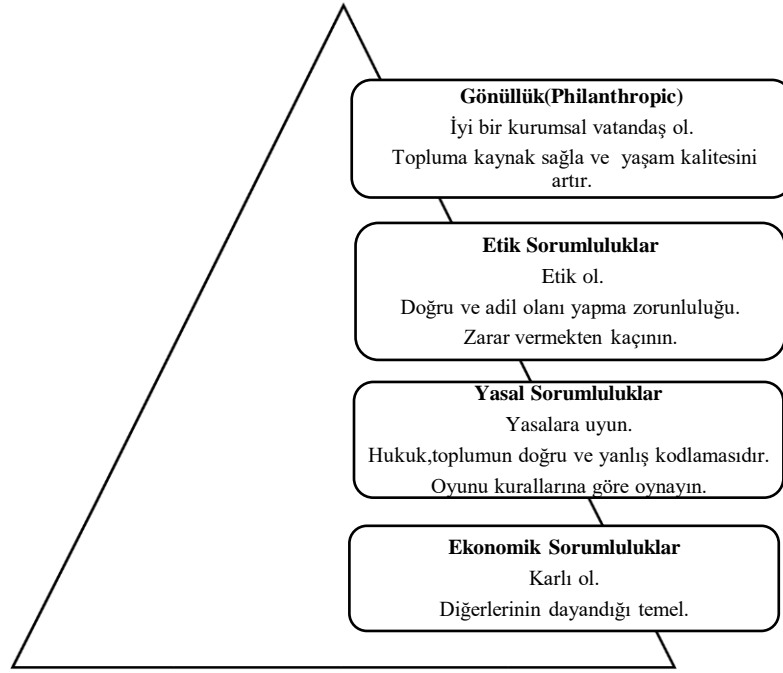 Gönüllük(Philanthropic)
İyi bir kurumsal vatandaş ol.
Topluma kaynak sağla ve yaşam kalitesini
artır.
Etik Sorumluluklar
Etik ol.
Doğru ve adil olanı yapma zorunluluğu.
Zarar vermekten kaçının.
Yasal Sorumluluklar
Yasalara uyun.
Hukuk,toplumun doğru ve yanlış kodlamasıdır.
Oyunu kurallarına göre oynayın.
Ekonomik Sorumluluklar
Karlı ol.
Diğerlerinin dayandığı temel.